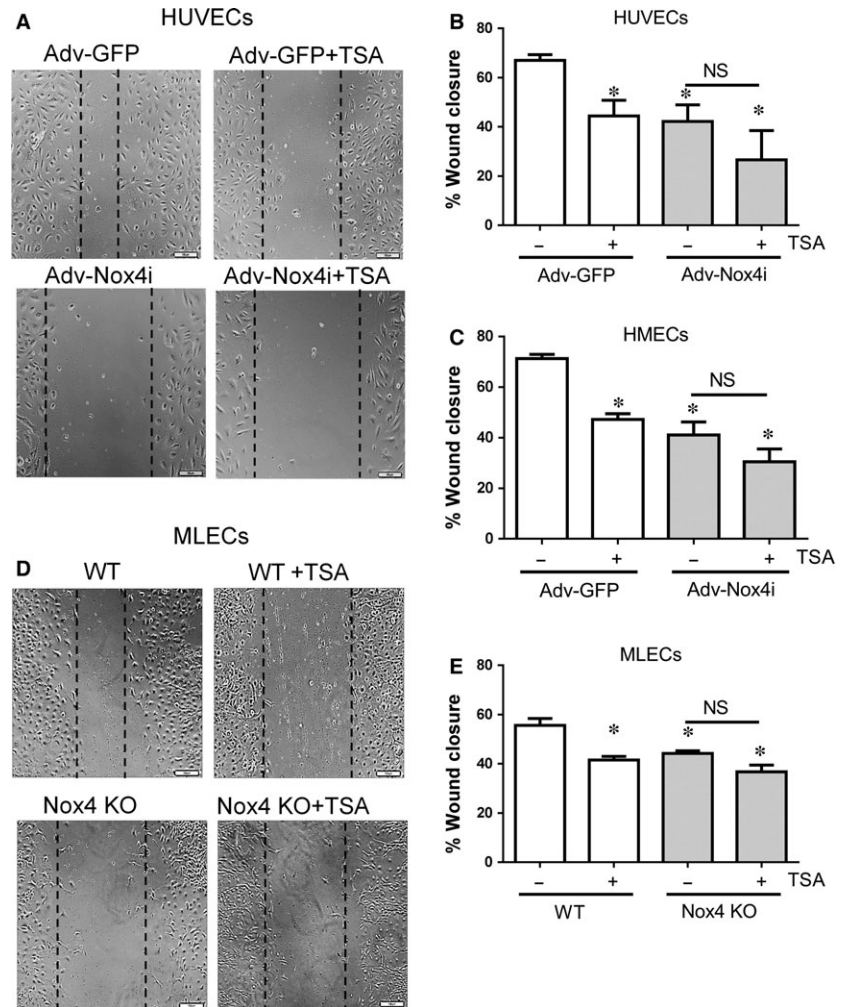 A
HUVECs
Adv-GFP
Adv-GFP+TSA
Adv-Nox4i
Adv-Nox4i+TSA
B
HUVECs
% Wound closure
80
60
40
20
0
*
*
NS
*
– + – + TSA
Adv-GFP Adv-Nox4i
C
HMECs
% Wound closure
80
60
40
20
0
*
*
NS
*
– + – + TSA
Adv-GFP Adv-Nox4i
MLECs
D
WT
WT +TSA
Nox4 KO
Nox4 KO+TSA
E
MLECs
% Wound closure
80
60
40
20
0
*
*
NS
*
– + – + TSA
WT Nox4 KO